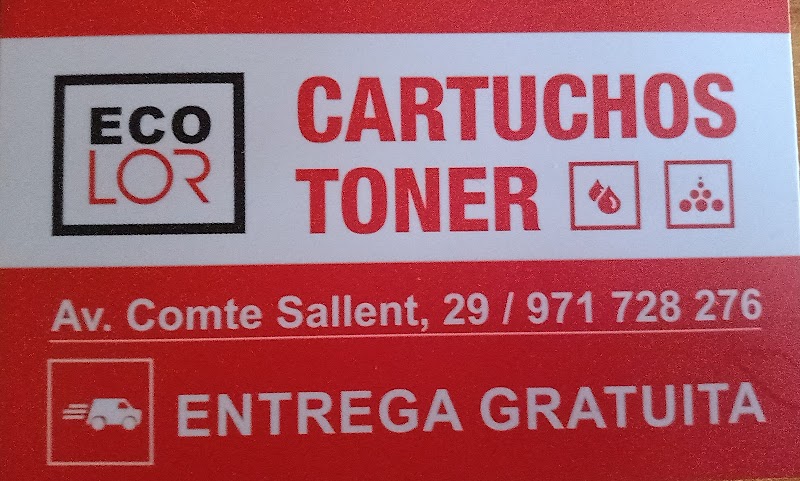 ECO
LOR
CARTUCHOS
TONER
Av. Comte Sallent, 29 / 971 728 276
ENTREGA GRATUITA